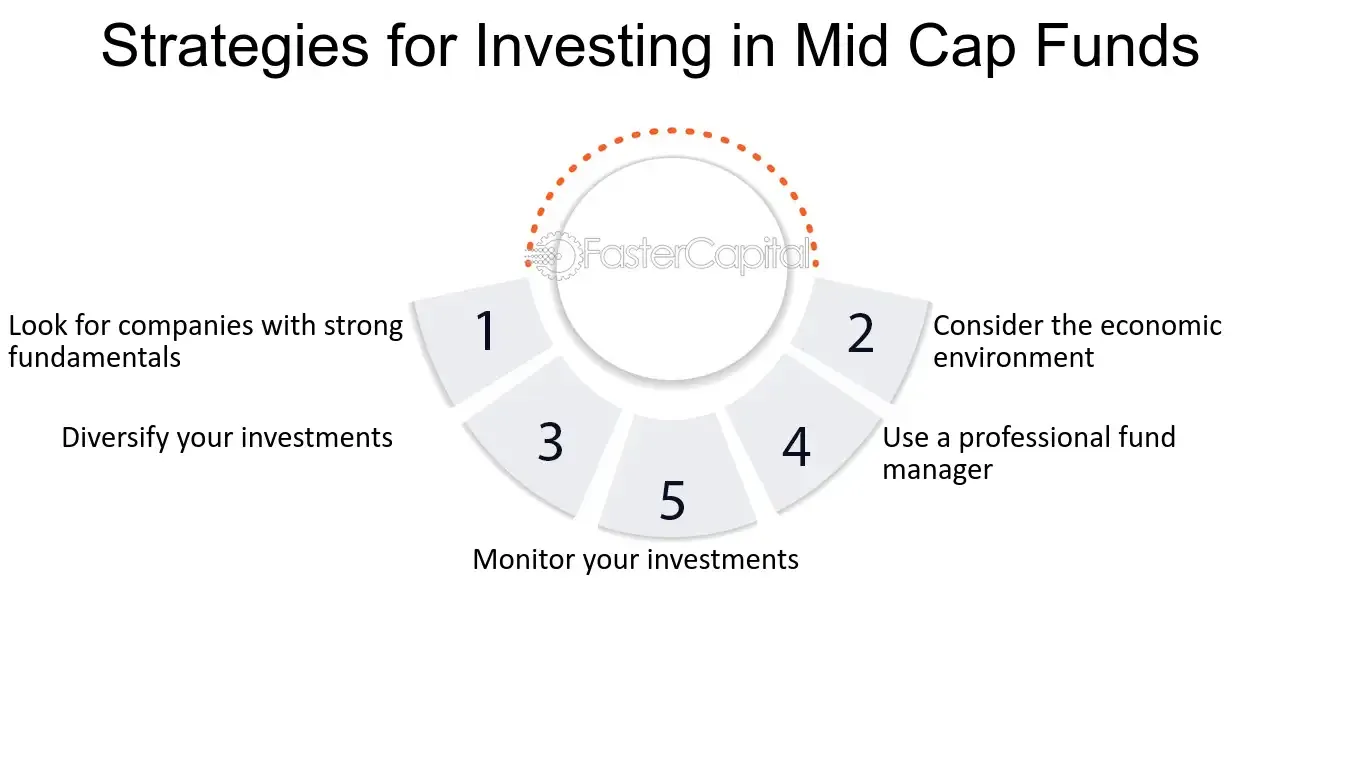 Strategies for Investing in Mid Cap Funds
FasterCapital
1
Look for companies with strong
fundamentals
2
Consider the economic
environment
3
Diversify your investments
4
Use a professional fund
manager
5
Monitor your investments